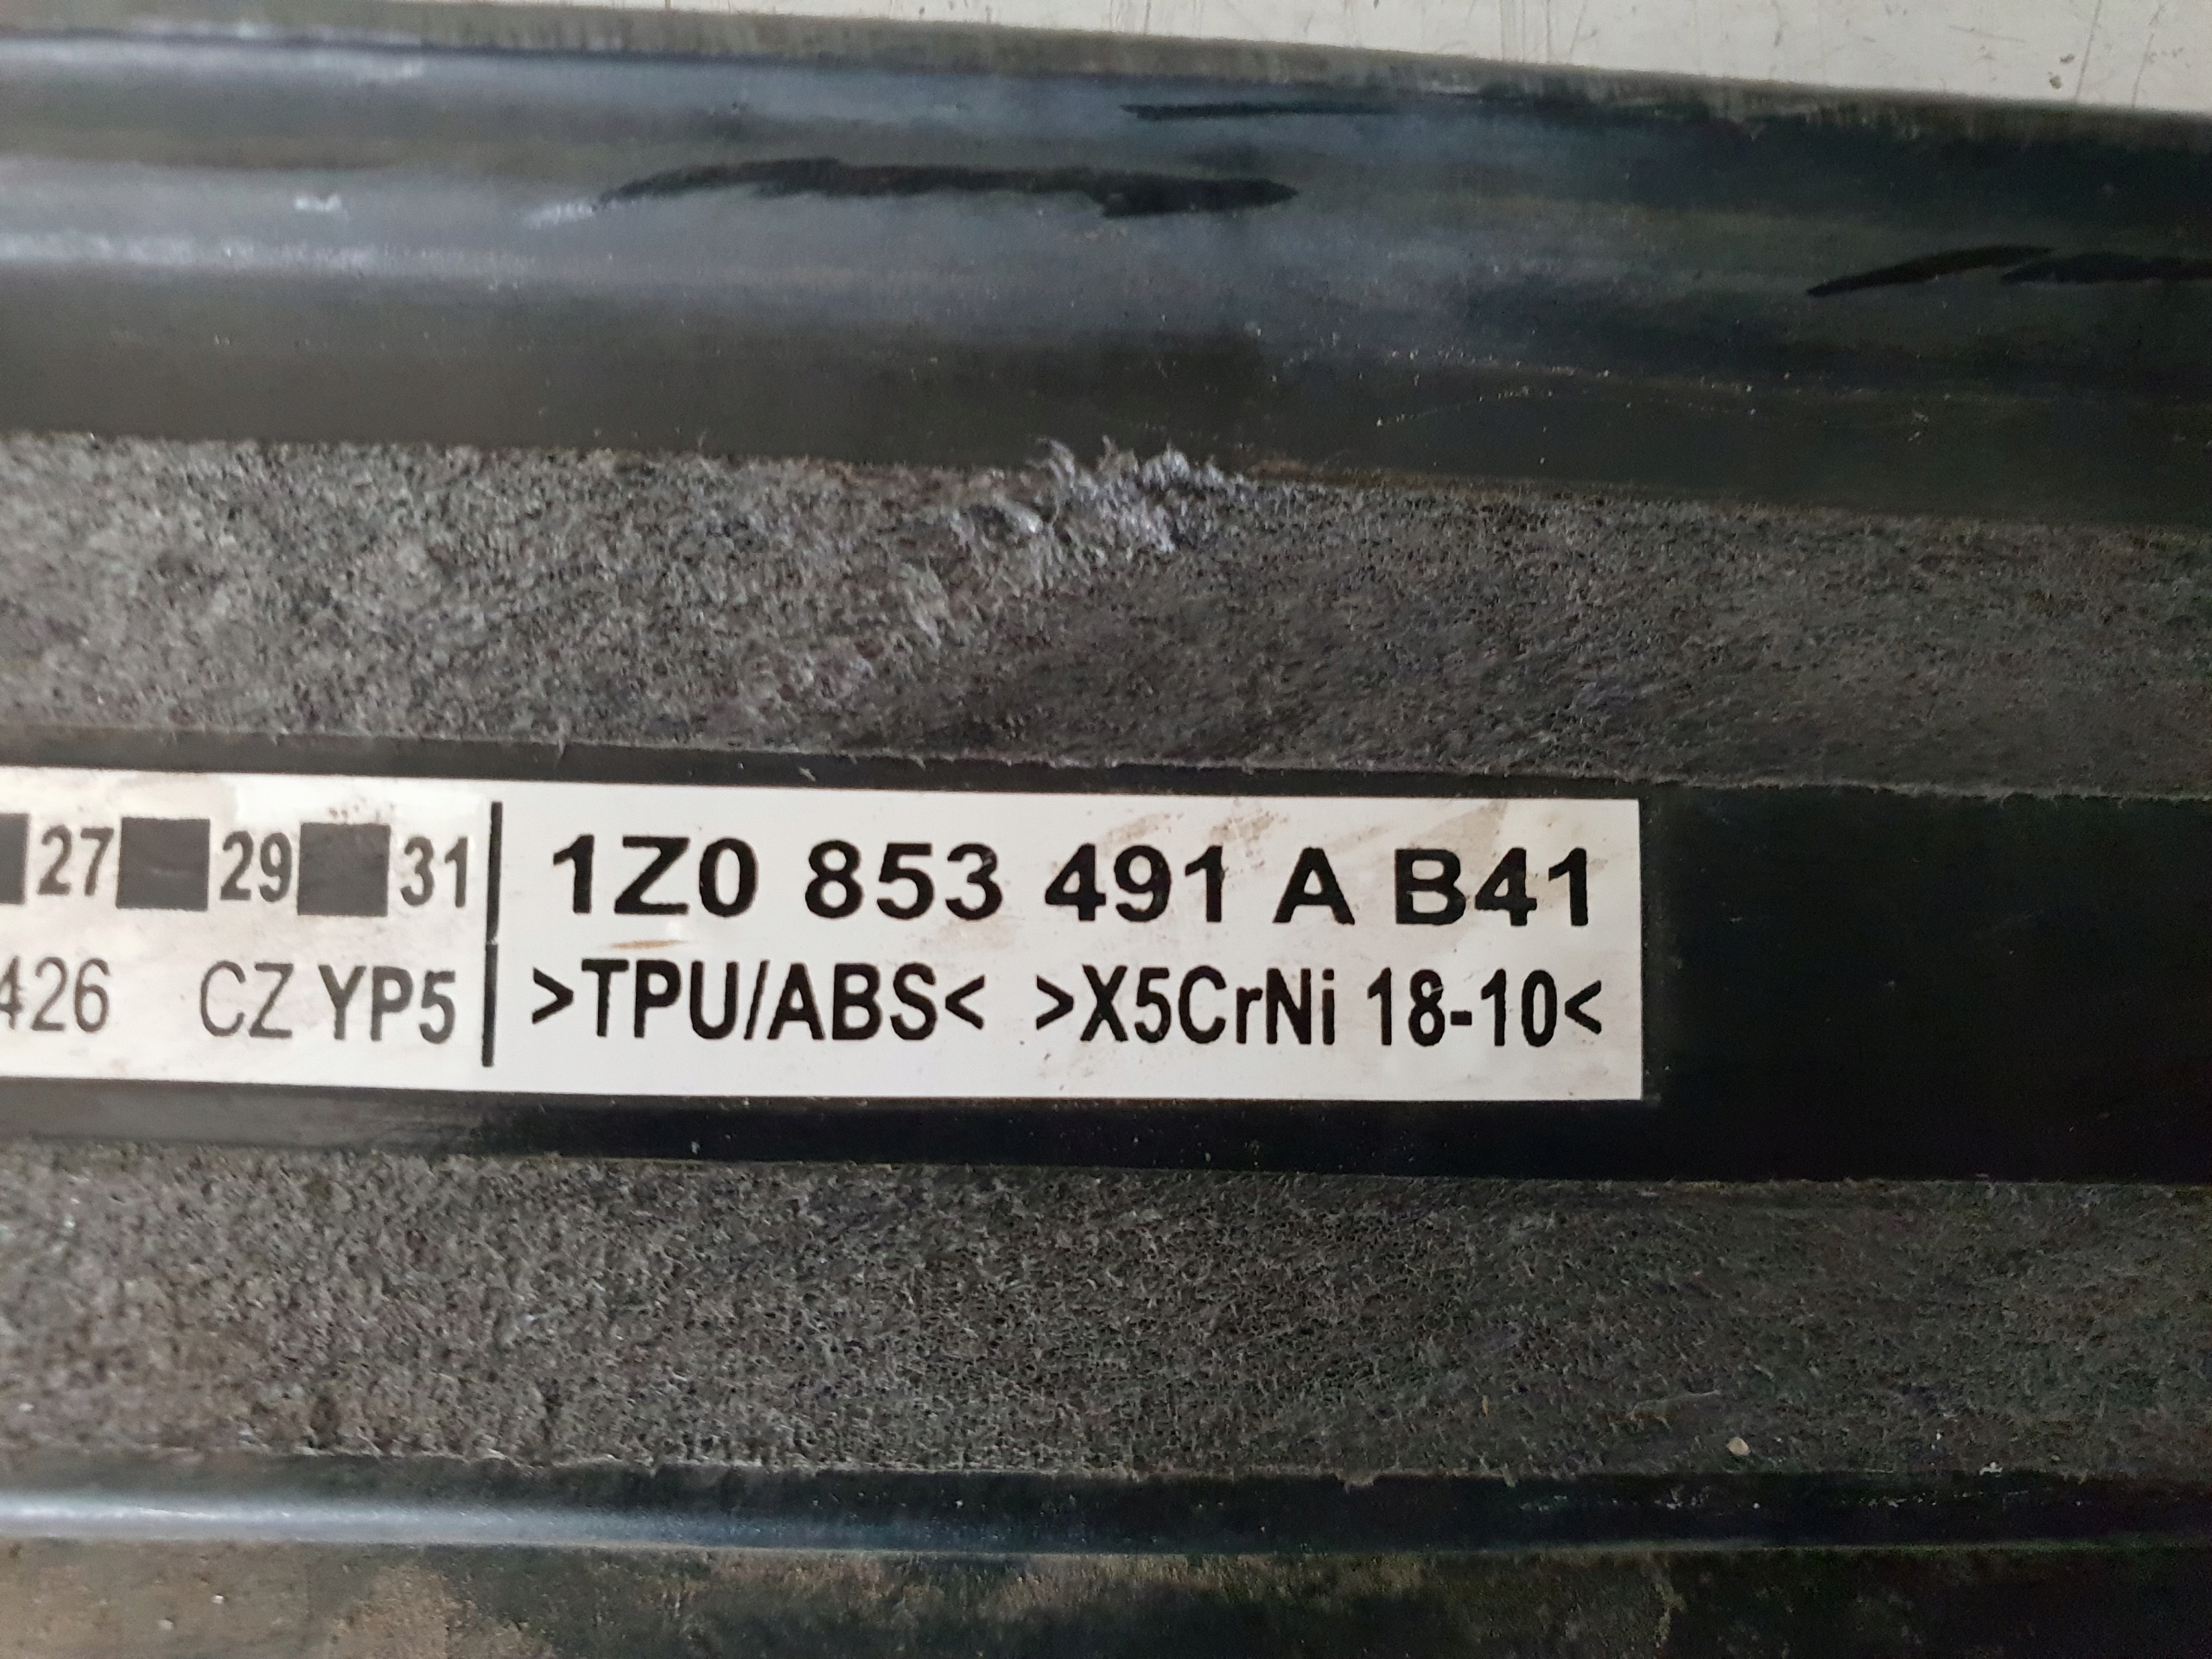 27 29 31 1Z0 853 491 A B41
426 CZ YP5 >TPU/ABS< >X5CrNi 18-10<